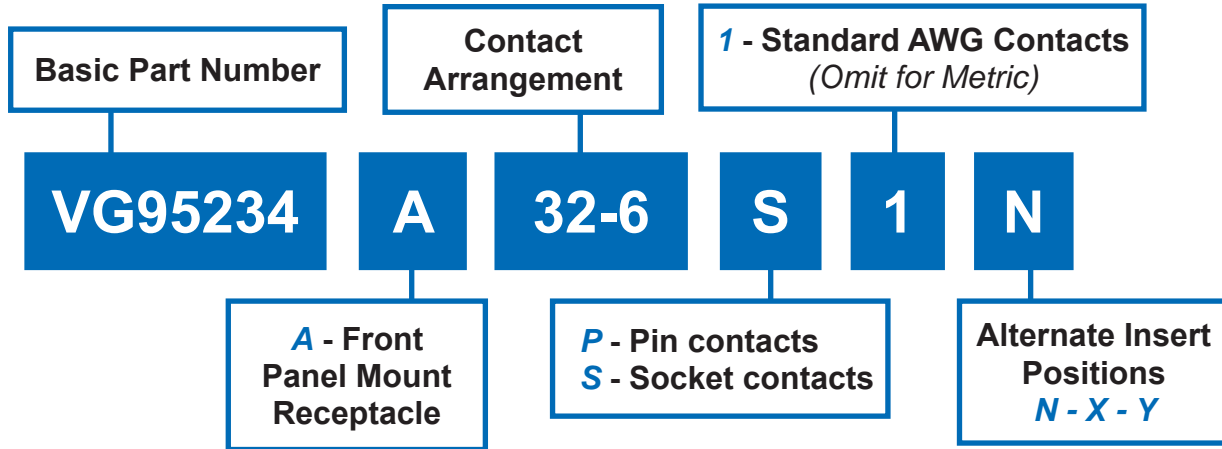 Basic Part Number
Contact
Arrangement
1 - Standard AWG Contacts
(Omit for Metric)
VG95234 A 32-6 S 1 N
A - Front
Panel Mount
Receptacle
P - Pin contacts
S - Socket contacts
Alternate Insert
Positions
N - X - Y